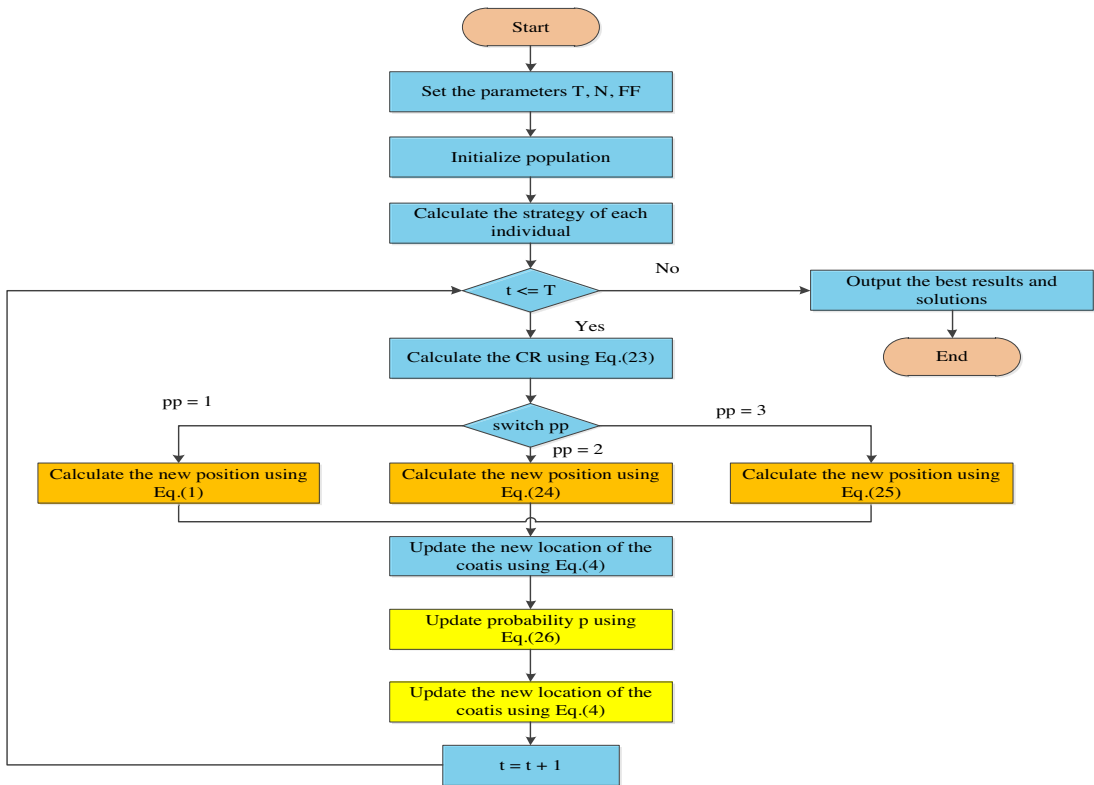 Start
Set the parameters T, N, FF
Initialize population
Calculate the strategy of each
individual
No
t <= T
Output the best results and
solutions
Yes
End
Calculate the CR using Eq.(23)
pp = 1
switch pp
pp = 3
pp = 2
Calculate the new position using
Eq.(1)
Calculate the new position using
Eq.(24)
Calculate the new position using
Eq.(25)
Update the new location of the
coatis using Eq.(4)
Update probability p using
Eq.(26)
Update the new location of the
coatis using Eq.(4)
t = t + 1